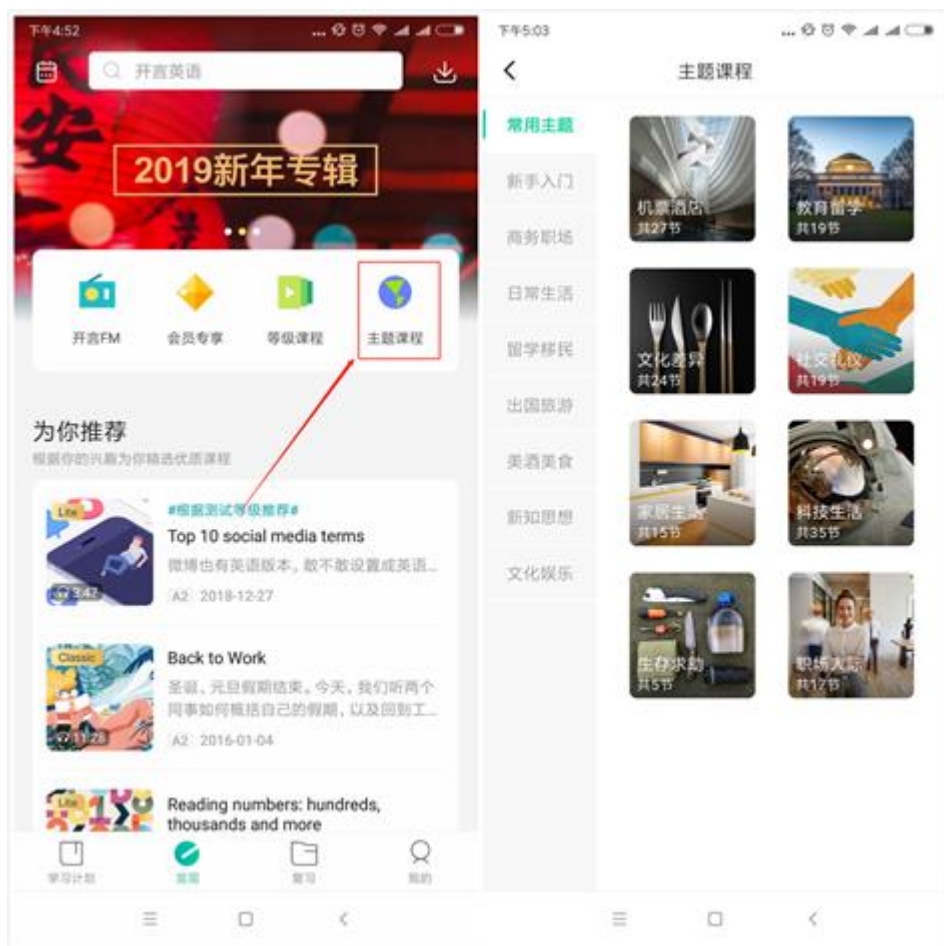 下午4:52
开言英语
安
2019新年专辑
开言FM
会员专享
等级课程
主题课程
为你推荐
根据你的兴趣为你精选优质课程
Lite
3:47
#根据测试等级推荐#
Top 10 social media terms
微博也有英语版本，敢不敢设置成英语...
A2 2018-12-27
Classic
11:28
Back to Work
圣诞、元旦假期结束。今天，我们听两个
同事如何概括自己的假期，以及回到工...
A2 2016-01-04
Lite
Reading numbers: hundreds,
thousands and more
学习计划
发现
复习
我的
下午5:03
主题课程
常用主题
新手入门
商务职场
日常生活
留学移民
出国旅游
美酒美食
新知思想
文化娱乐
机票酒店
共27节
教育留学
共19节
文化差异
共24节
社交礼仪
共19节
家居生活
共15节
科技生活
共35节
生存求助
共5节
职场人际
共17节